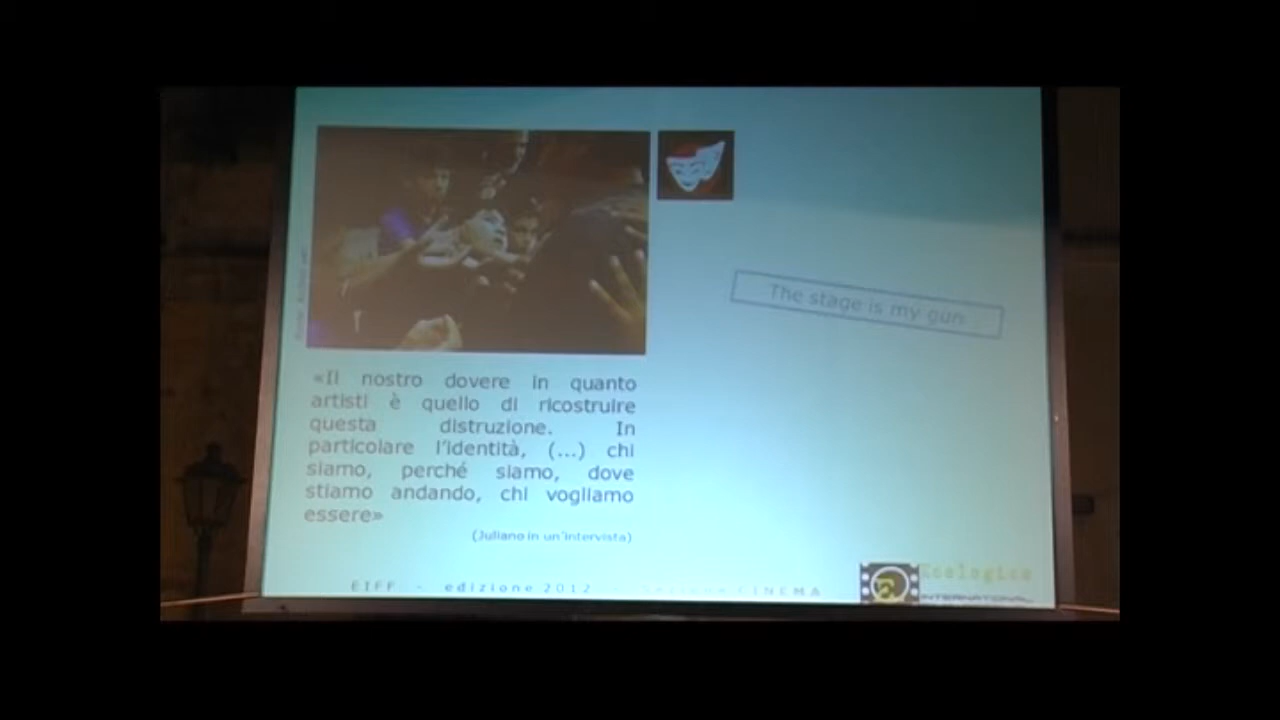 The stage is my gun
«Il nostro dovere in quanto
artisti è quello di ricostruire
questa distruzione. In
particolare l'identità, (...) chi
siamo, perché siamo, dove
stiamo andando, chi vogliamo
essere»
(Juliano in un'intervista)
EIFF - edizione 2012 - Sezione CINEMA
Ecologico
INTERNATIONAL